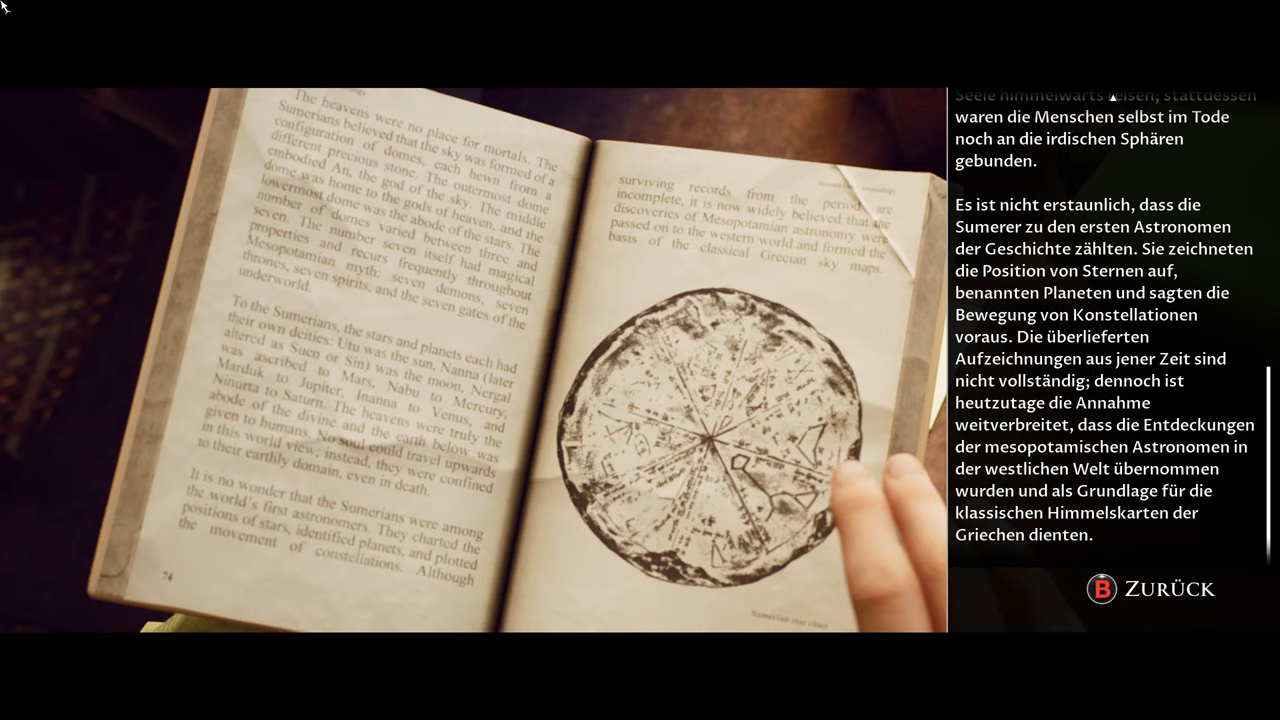 The heavens were no place for mortals. The
Sumerians believed that the sky was formed of a
configuration of domes, each hewn from a
different precious stone. The outermost dome
embodied An, the god of the sky. The middle
dome was home to the gods of heaven, and the
lowermost dome was the abode of the stars. The
number of domes varied between three and
seven. The number seven itself had magical
properties and recurs frequently throughout
Mesopotamian myth: seven demons, seven
thrones, seven spirits, and the seven gates of the
underworld.
To the Sumerians, the stars and planets each had
their own deities: Utu was the sun, Nanna (later
altered as Suen or Sin) was the moon, Nergal
was ascribed to Mars, Nabu to Mercury,
Marduk to Jupiter, Inanna to Venus, and
Ninurta to Saturn. The heavens were truly the
abode of the divine and the earth below was
given to humans. No soul could travel upwards
in this world view; instead, they were confined
to their earthly domain, even in death.
It is no wonder that the Sumerians were among
the world's first astronomers. They charted the
positions of stars, identified planets, and plotted
the movement of constellations. Although
74
Sumerian Cosmology
surviving records from the period are
incomplete, it is now widely believed that the
discoveries of Mesopotamian astronomy were
passed on to the western world and formed the
basis of the classical Grecian sky maps.
Sumerian star chart
Seele himmelwärts reisen; stattdessen
waren die Menschen selbst im Tode
noch an die irdischen Sphären
gebunden.
Es ist nicht erstaunlich, dass die
Sumerer zu den ersten Astronomen
der Geschichte zählten. Sie zeichneten
die Position von Sternen auf,
benannten Planeten und sagten die
Bewegung von Konstellationen
voraus. Die überlieferten
Aufzeichnungen aus jener Zeit sind
nicht vollständig; dennoch ist
heutzutage die Annahme
weitverbreitet, dass die Entdeckungen
der mesopotamischen Astronomen in
der westlichen Welt übernommen
wurden und als Grundlage für die
klassischen Himmelskarten der
Griechen dienten.
B ZURÜCK